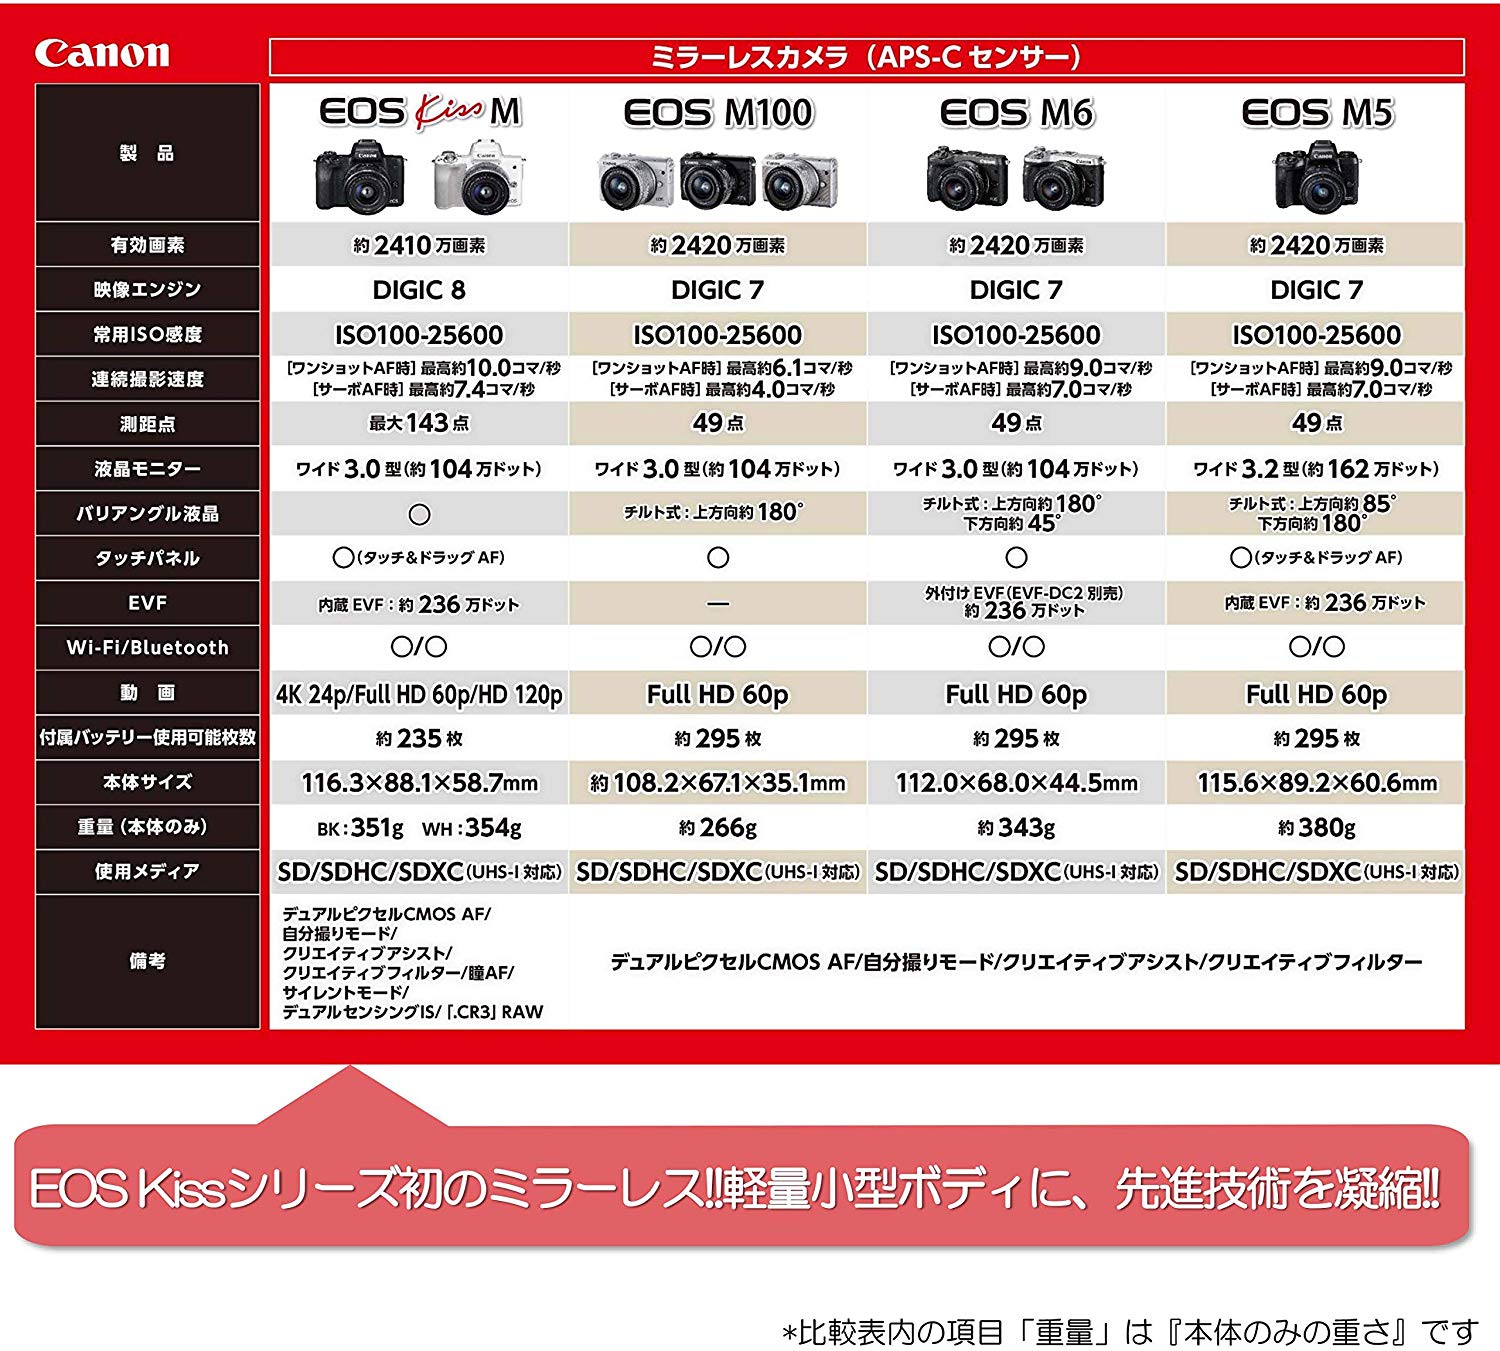 Canon
ミラーレスカメラ（APS-C センサー）
製　品
EOS Kiss M
EOS M100
EOS M6
EOS M5
有効画素
約 2410 万画素
約 2420 万画素
約 2420 万画素
約 2420 万画素
映像エンジン
DIGIC 8
DIGIC 7
DIGIC 7
DIGIC 7
常用ISO感度
ISO100-25600
ISO100-25600
ISO100-25600
ISO100-25600
連続撮影速度
［ワンショットAF時］最高約10.0コマ/秒
［サーボAF時］最高約7.4コマ/秒
［ワンショットAF時］最高約6.1コマ/秒
［サーボAF時］最高約4.0コマ/秒
［ワンショットAF時］最高約9.0コマ/秒
［サーボAF時］最高約7.0コマ/秒
［ワンショットAF時］最高約9.0コマ/秒
［サーボAF時］最高約7.0コマ/秒
測距点
最大 143 点
49 点
49 点
49 点
液晶モニター
ワイド 3.0 型（約 104 万ドット）
ワイド 3.0 型（約 104 万ドット）
ワイド 3.0 型（約 104 万ドット）
ワイド 3.2 型（約 162 万ドット）
バリアングル液晶
○
チルト式：上方向約 180°
チルト式：上方向約 180°
下方向約 45°
チルト式：上方向約 85°
下方向約 180°
タッチパネル
○（タッチ&ドラッグ AF）
○
○
○（タッチ&ドラッグ AF）
EVF
内蔵 EVF：約 236 万ドット
—
外付け EVF（EVF-DC2 別売）
約 236 万ドット
内蔵 EVF：約 236 万ドット
Wi-Fi/Bluetooth
○/○
○/○
○/○
○/○
動　画
4K 24p/Full HD 60p/HD 120p
Full HD 60p
Full HD 60p
Full HD 60p
付属バッテリー使用可能枚数
約 235 枚
約 295 枚
約 295 枚
約 295 枚
本体サイズ
116.3×88.1×58.7mm
約 108.2×67.1×35.1mm
112.0×68.0×44.5mm
115.6×89.2×60.6mm
重量（本体のみ）
BK：351g　WH：354g
約 266g
約 343g
約 380g
使用メディア
SD/SDHC/SDXC（UHS-I 対応）
SD/SDHC/SDXC（UHS-I 対応）
SD/SDHC/SDXC（UHS-I 対応）
SD/SDHC/SDXC（UHS-I 対応）
備考
デュアルピクセルCMOS AF/
自分撮りモード/
クリエイティブアシスト/
クリエイティブフィルター/瞳AF/
サイレントモード/
デュアルセンシングIS/「.CR3」RAW
デュアルピクセルCMOS AF/自分撮りモード/クリエイティブアシスト/クリエイティブフィルター
EOS Kissシリーズ初のミラーレス!!軽量小型ボディに、先進技術を凝縮!!
*比較表内の項目「重量」は『本体のみの重さ』です